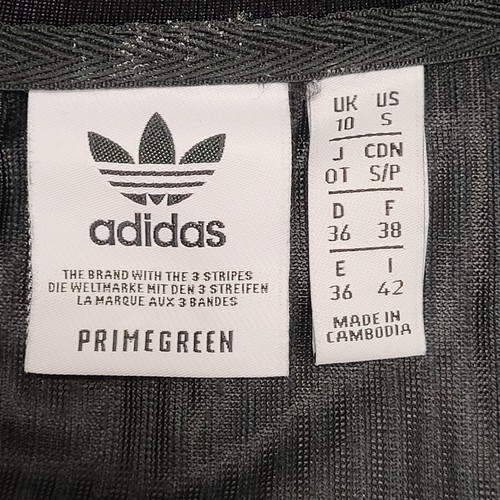 adidas
THE BRAND WITH THE 3 STRIPES
DIE WELTMARKE MIT DEN 3 STREIFEN
LA MARQUE AUX 3 BANDES
PRIMEGREEN
UK US
10 S
J CDN
OT S/P
D F
36 38
E I
36 42
MADE IN
CAMBODIA